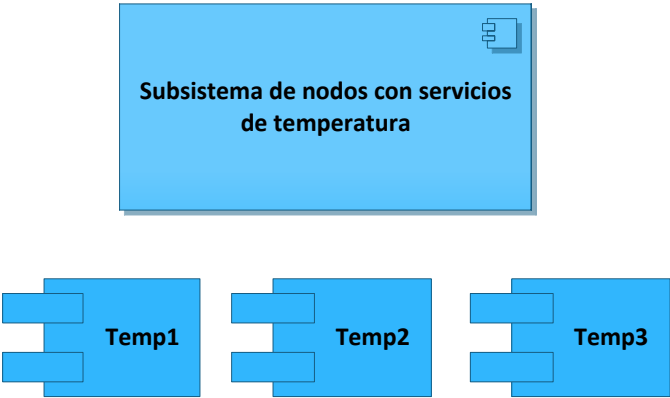 Subsistema de nodos con servicios
de temperatura
Temp1
Temp2
Temp3